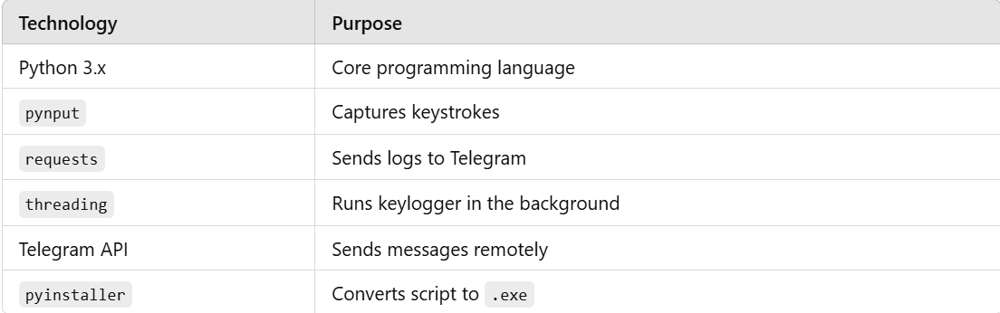 Technology Purpose
Python 3.x Core programming language
pynput Captures keystrokes
requests Sends logs to Telegram
threading Runs keylogger in the background
Telegram API Sends messages remotely
pyinstaller Converts script to .exe